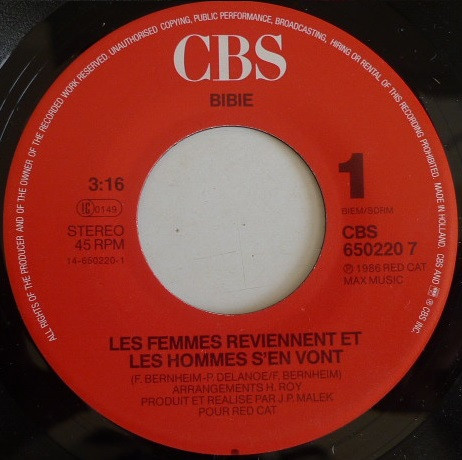 ALL RIGHTS OF THE PRODUCER AND OF THE OWNER OF THE RECORDED WORK RESERVED. UNAUTHORISED COPYING, PUBLIC PERFORMANCE, BROADCASTING, HIRING OR RENTAL OF THIS RECORDING PROHIBITED. MADE IN HOLLAND. CBS AND ® CBS INC.
CBS
BIBIE
3:16
1
IC 0149
BIEM/SDRM
STEREO
CBS
45 RPM
650220 7
14-650220-1
℗ 1986 RED CAT
MAX MUSIC
LES FEMMES REVIENNENT ET
LES HOMMES S'EN VONT
(F. BERNHEIM-P. DELANOE/F. BERNHEIM)
ARRANGEMENTS H. ROY
PRODUIT ET REALISE PAR J.P. MALEK
POUR RED CAT